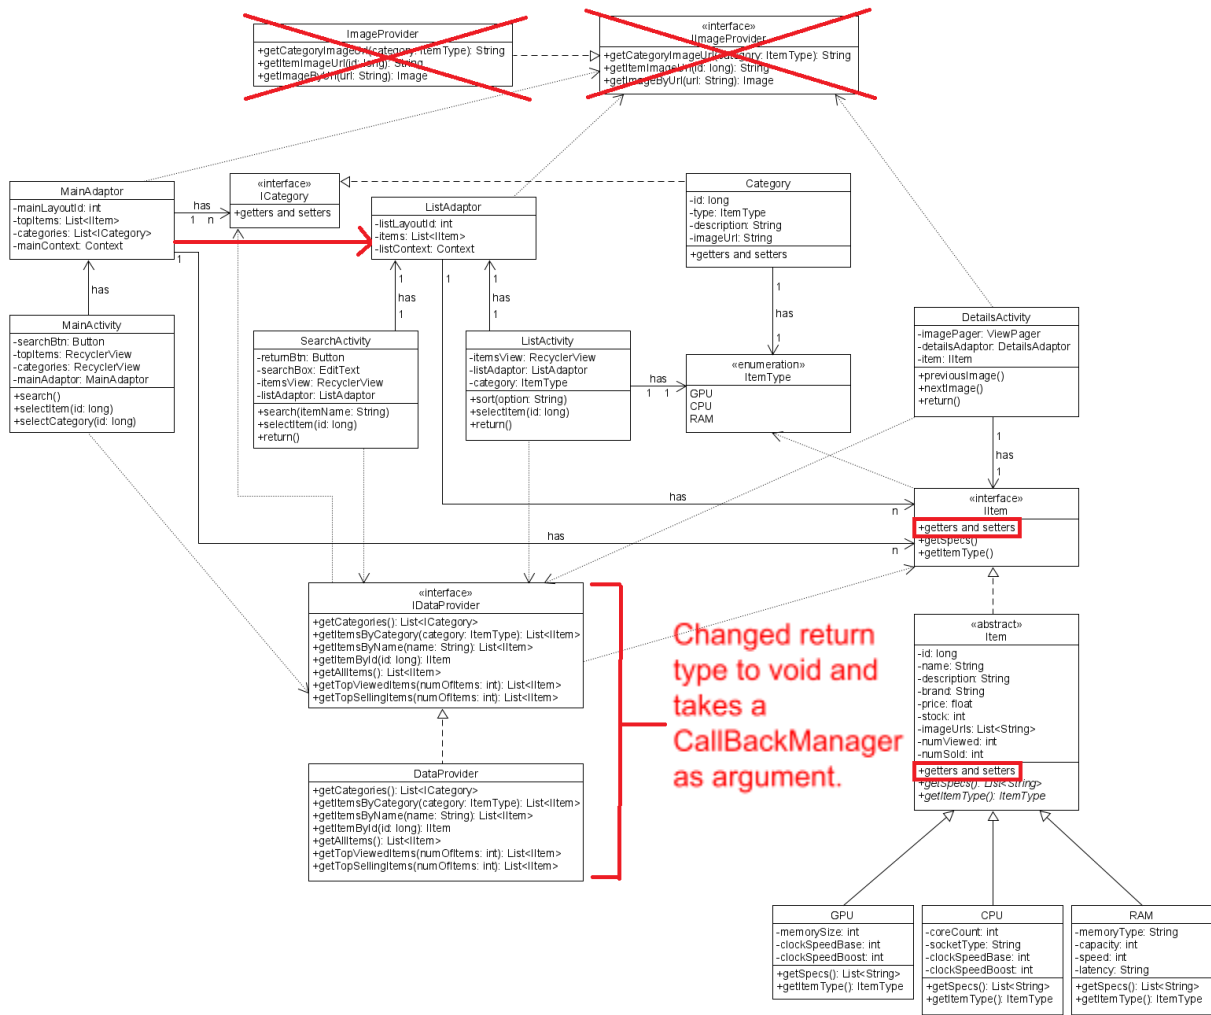 ImageProvider
+getCategoryImageUrl(category: ItemType): String
+getItemImageUrl(id: long): String
+getImageByUrl(url: String): Image
«interface»
IImageProvider
+getCategoryImageUrl(category: ItemType): String
+getItemImageUrl(id: long): String
+getImageByUrl(url: String): Image
MainAdaptor
-mainLayoutId: int
-topItems: List<IItem>
-categories: List<ICategory>
-mainContext: Context
has
1 n
1
«interface»
ICategory
+getters and setters
ListAdaptor
-listLayoutId: int
-items: List<IItem>
-listContext: Context
Category
-id: long
-type: ItemType
-description: String
-imageUrl: String
+getters and setters
has
1
has
1
1
has
1
1
1
has
1
MainActivity
-searchBtn: Button
-topItems: RecyclerView
-categories: RecyclerView
-mainAdaptor: MainAdaptor
+search()
+selectItem(id: long)
+selectCategory(id: long)
SearchActivity
-returnBtn: Button
-searchBox: EditText
-itemsView: RecyclerView
-listAdaptor: ListAdaptor
+search(itemName: String)
+selectItem(id: long)
+return()
ListActivity
-itemsView: RecyclerView
-listAdaptor: ListAdaptor
-category: ItemType
+sort(option: String)
+selectItem(id: long)
+return()
has
1 1
«enumeration»
ItemType
GPU
CPU
RAM
DetailsActivity
-imagePager: ViewPager
-detailsAdaptor: DetailsAdaptor
-item: IItem
+previousImage()
+nextImage()
+return()
1
has
1
has
n
has
n
«interface»
IItem
+getters and setters
+getSpecs()
+getItemType()
«interface»
IDataProvider
+getCategories(): List<ICategory>
+getItemsByCategory(category: ItemType): List<IItem>
+getItemsByName(name: String): List<IItem>
+getItemById(id: long): IItem
+getAllItems(): List<IItem>
+getTopViewedItems(numOfItems: int): List<IItem>
+getTopSellingItems(numOfItems: int): List<IItem>
Changed return
type to void and
takes a
CallBackManager
as argument.
DataProvider
+getCategories(): List<ICategory>
+getItemsByCategory(category: ItemType): List<IItem>
+getItemsByName(name: String): List<IItem>
+getItemById(id: long): IItem
+getAllItems(): List<IItem>
+getTopViewedItems(numOfItems: int): List<IItem>
+getTopSellingItems(numOfItems: int): List<IItem>
«abstract»
Item
-id: long
-name: String
-description: String
-brand: String
-price: float
-stock: int
-imageUrls: List<String>
-numViewed: int
-numSold: int
+getters and setters
+getSpecs(): List<String>
+getItemType(): ItemType
GPU
-memorySize: int
-clockSpeedBase: int
-clockSpeedBoost: int
+getSpecs(): List<String>
+getItemType(): ItemType
CPU
-coreCount: int
-socketType: String
-clockSpeedBase: int
-clockSpeedBoost: int
+getSpecs(): List<String>
+getItemType(): ItemType
RAM
-memoryType: String
-capacity: int
-speed: int
-latency: String
+getSpecs(): List<String>
+getItemType(): ItemType